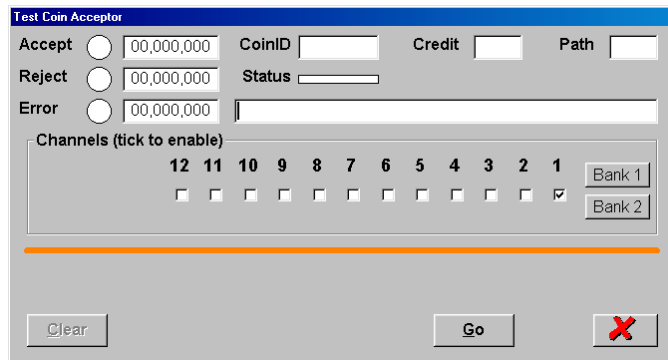 Test Coin Acceptor
Accept 00,000,000 CoinID Credit Path
Reject 00,000,000 Status
Error 00,000,000
Channels (tick to enable)
12 11 10 9 8 7 6 5 4 3 2 1
Bank 1
Bank 2
Clear Go